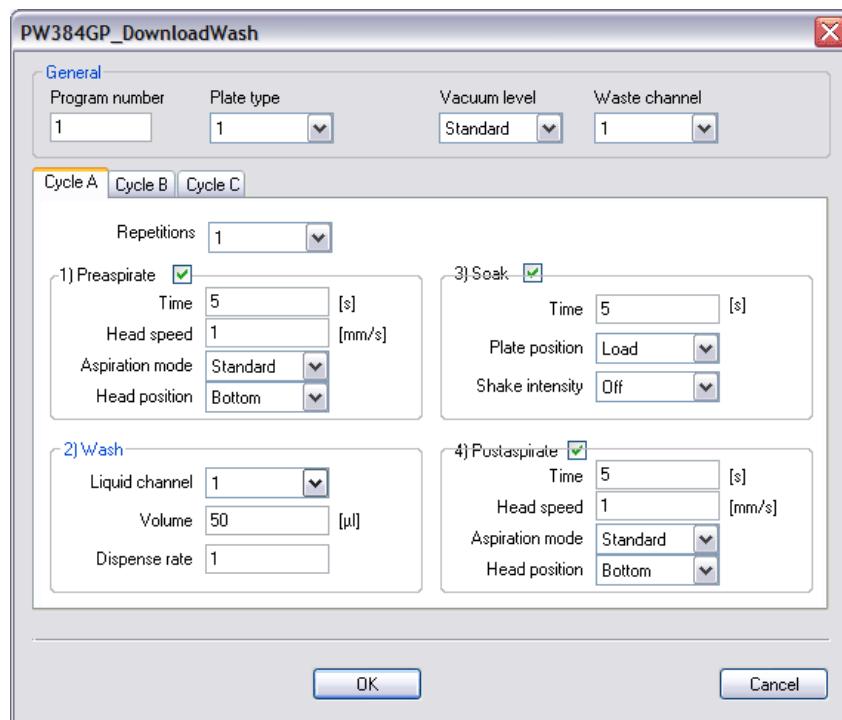 PW384GP_DownloadWash
General
Program number Plate type Vacuum level Waste channel
1 1 Standard 1
Cycle A Cycle B Cycle C
Repetitions 1
1) Preaspirate
Time 5 [s]
Head speed 1 [mm/s]
Aspiration mode Standard
Head position Bottom
3) Soak
Time 5 [s]
Plate position Load
Shake intensity Off
2) Wash
Liquid channel 1
Volume 50 [µl]
Dispense rate 1
4) Postaspirate
Time 5 [s]
Head speed 1 [mm/s]
Aspiration mode Standard
Head position Bottom
OK Cancel